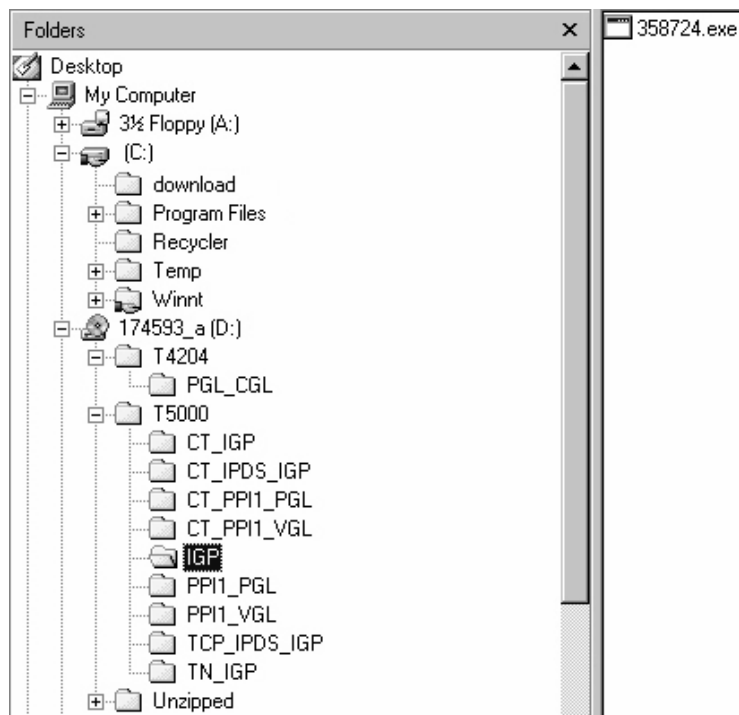 Folders
358724.exe
Desktop
My Computer
3½ Floppy (A:)
(C:)
download
Program Files
Recycler
Temp
Winnt
174593_a (D:)
T4204
PGL_CGL
T5000
CT_IGP
CT_IPDS_IGP
CT_PPI1_PGL
CT_PPI1_VGL
IGP
PPI1_PGL
PPI1_VGL
TCP_IPDS_IGP
TN_IGP
Unzipped